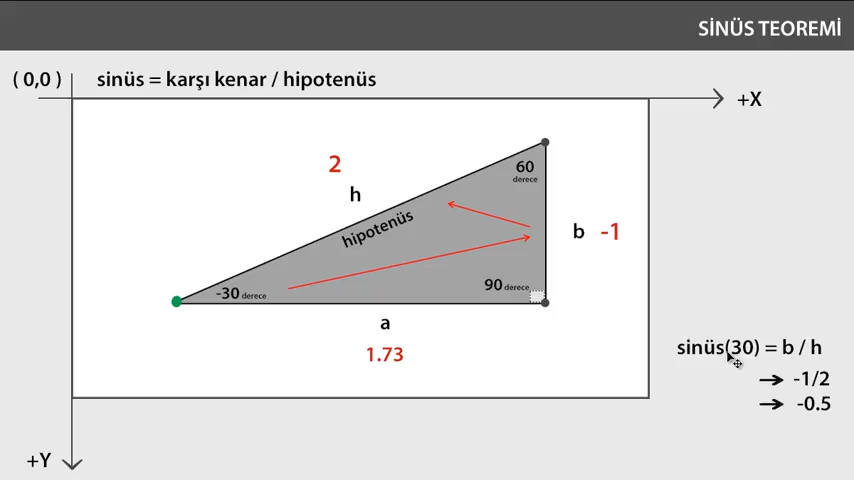 SİNÜS TEOREMİ
( 0,0 )
sinüs = karşı kenar / hipotenüs
+X
2
h
hipotenüs
60
derece
b -1
-30 derece
90 derece
a
1.73
sinüs(30) = b / h
-1/2
-0.5
+Y